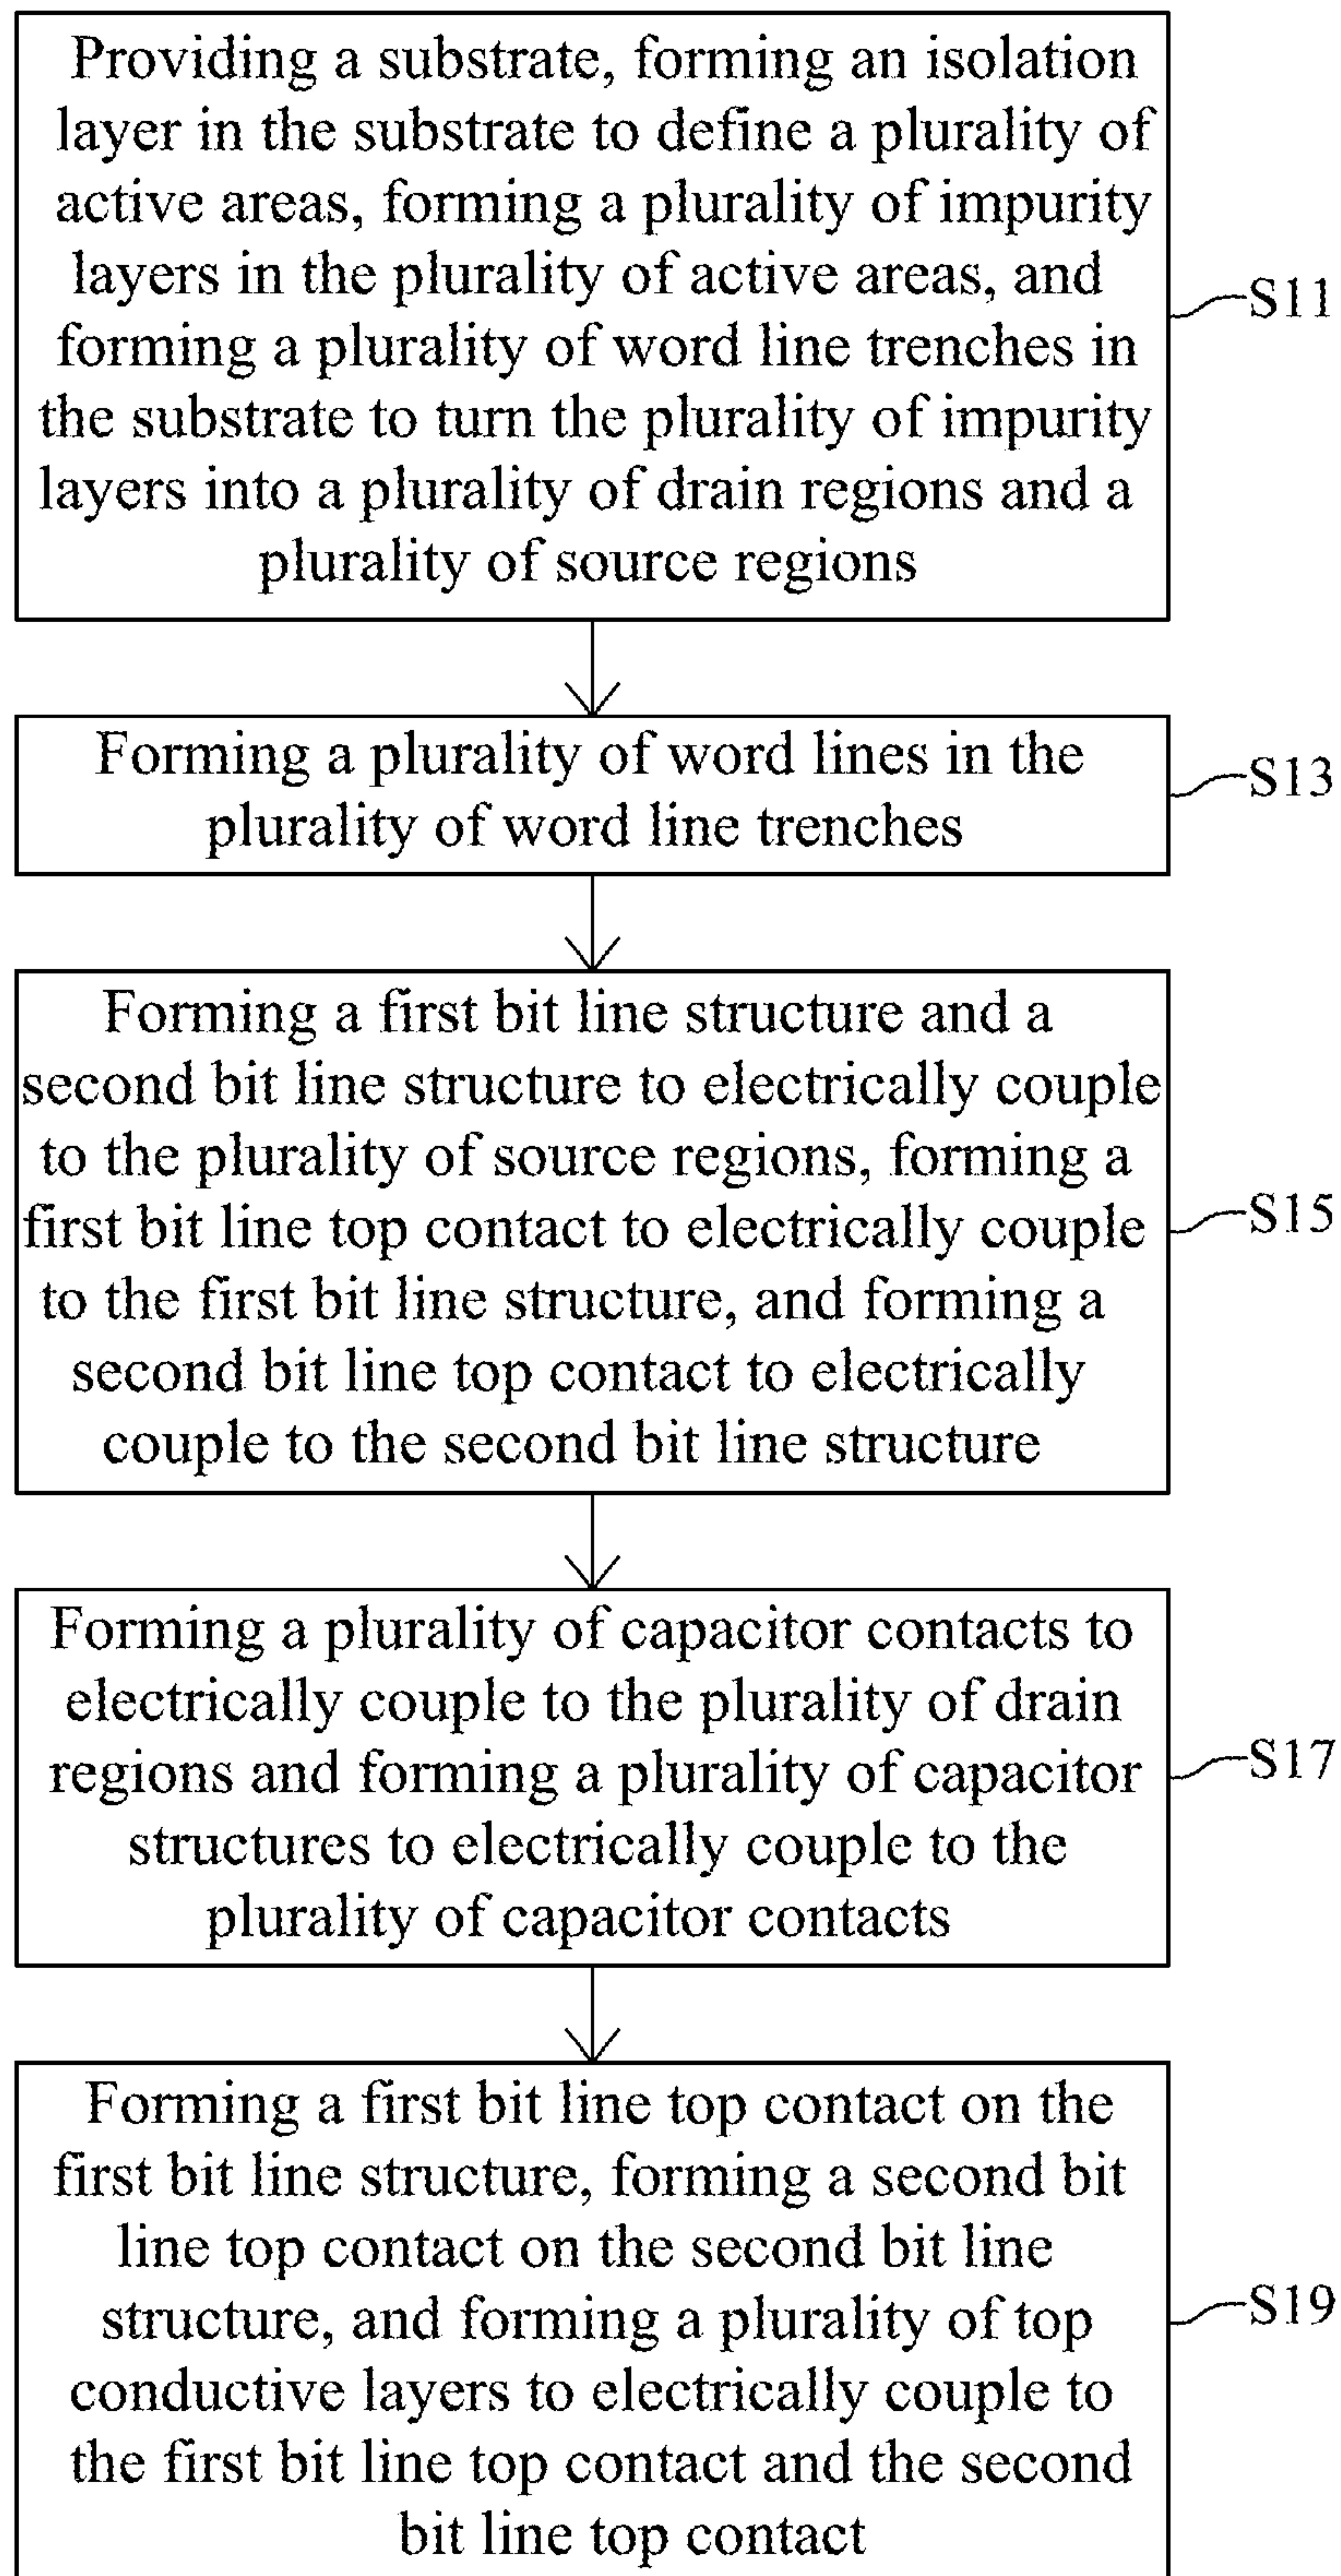 Providing a substrate, forming an isolation
layer in the substrate to define a plurality of
active areas, forming a plurality of impurity
layers in the plurality of active areas, and
forming a plurality of word line trenches in
the substrate to turn the plurality of impurity
layers into a plurality of drain regions and a
plurality of source regions
S11
Forming a plurality of word lines in the
plurality of word line trenches
S13
Forming a first bit line structure and a
second bit line structure to electrically couple
to the plurality of source regions, forming a
first bit line top contact to electrically couple
to the first bit line structure, and forming a
second bit line top contact to electrically
couple to the second bit line structure
S15
Forming a plurality of capacitor contacts to
electrically couple to the plurality of drain
regions and forming a plurality of capacitor
structures to electrically couple to the
plurality of capacitor contacts
S17
Forming a first bit line top contact on the
first bit line structure, forming a second bit
line top contact on the second bit line
structure, and forming a plurality of top
conductive layers to electrically couple to
the first bit line top contact and the second
bit line top contact
S19